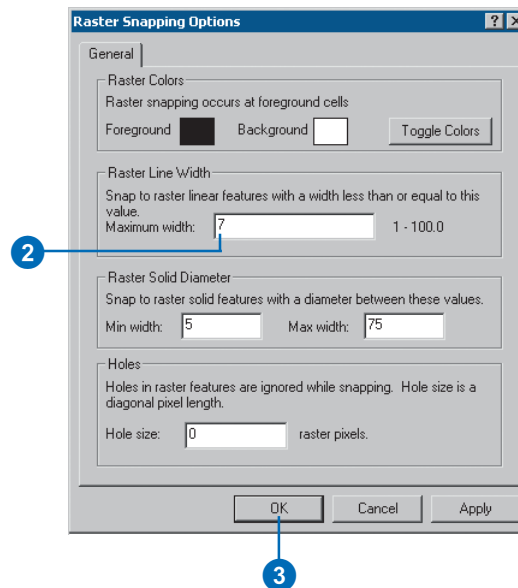 Raster Snapping Options
General
Raster Colors
Raster snapping occurs at foreground cells
Foreground Background Toggle Colors
Raster Line Width
Snap to raster linear features with a width less than or equal to this
value.
Maximum width: 7 1 - 100.0
2
Raster Solid Diameter
Snap to raster solid features with a diameter between these values.
Min width: 5 Max width: 75
Holes
Holes in raster features are ignored while snapping. Hole size is a
diagonal pixel length.
Hole size: 0 raster pixels.
OK Cancel Apply
3